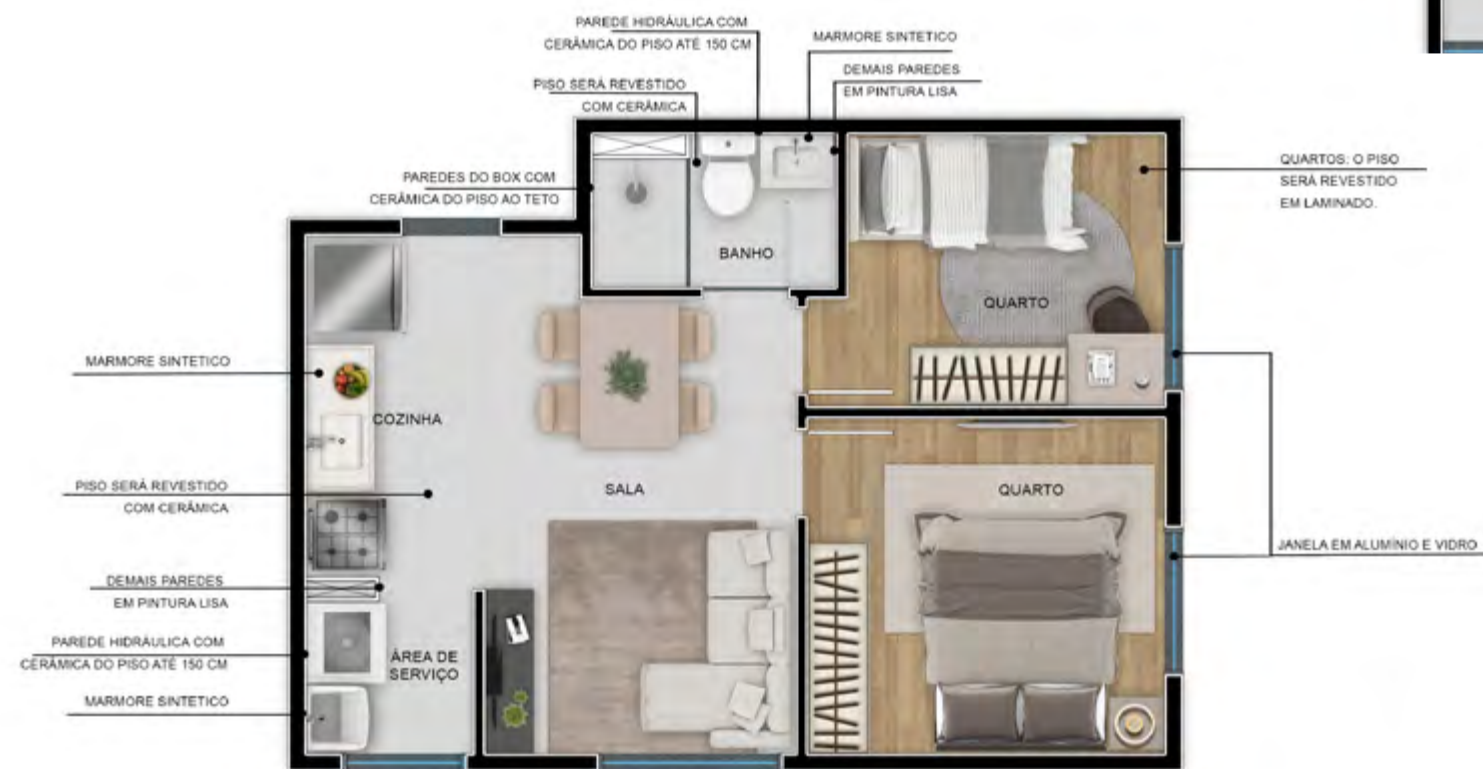 PAREDE HIDRÁULICA COM
CERÂMICA DO PISO ATÉ 150 CM
MARMORE SINTETICO
DEMAIS PAREDES
EM PINTURA LISA
PISO SERÁ REVESTIDO
COM CERÂMICA
PAREDES DO BOX COM
CERÂMICA DO PISO AO TETO
QUARTOS: O PISO
SERÁ REVESTIDO
EM LAMINADO.
BANHO
QUARTO
MARMORE SINTETICO
COZINHA
PISO SERÁ REVESTIDO
COM CERÂMICA
SALA
QUARTO
JANELA EM ALUMÍNIO E VIDRO
DEMAIS PAREDES
EM PINTURA LISA
PAREDE HIDRÁULICA COM
CERÂMICA DO PISO ATÉ 150 CM
ÁREA DE
SERVIÇO
MARMORE SINTETICO